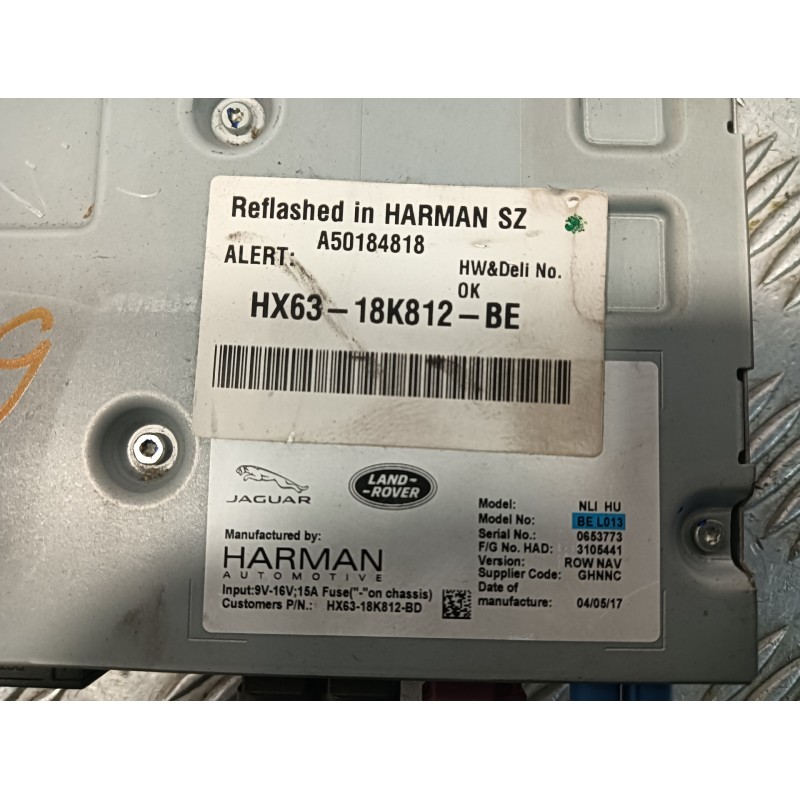 Reflashed in HARMAN SZ
A50184818
ALERT:
HW&Deli No.
OK
HX63-18K812-BE
JAGUAR
LAND-
-ROVER
Manufactured by:
HARMAN
AUTOMOTIVE
Input:9V-16V;15A Fuse("-"on chassis)
Customers P/N.: HX63-18K812-BD
Model: NLI HU
Model No: BE L013
Serial No.: 0653773
F/G No. HAD: 3105441
Version: ROW NAV
Supplier Code: GHNNC
Date of
manufacture: 04/05/17